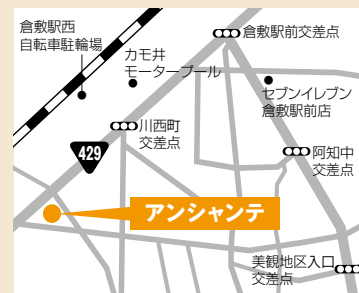 倉敷駅西
自転車駐輪場
カモ井
モータープール
倉敷駅前交差点
セブンイレブン
倉敷駅前店
川西町
交差点
429
阿知中
交差点
アンシャンテ
美観地区入口
交差点